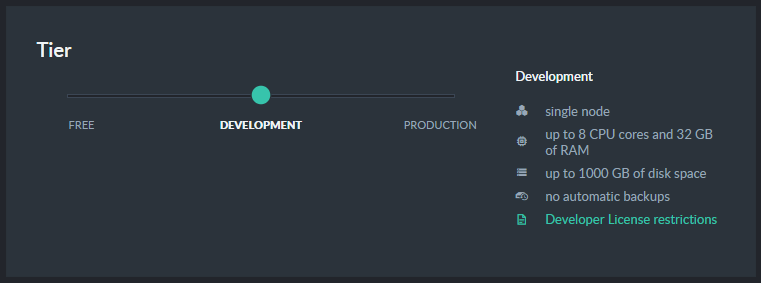 Tier
FREE
DEVELOPMENT
PRODUCTION
Development
single node
up to 8 CPU cores and 32 GB
of RAM
up to 1000 GB of disk space
no automatic backups
Developer License restrictions